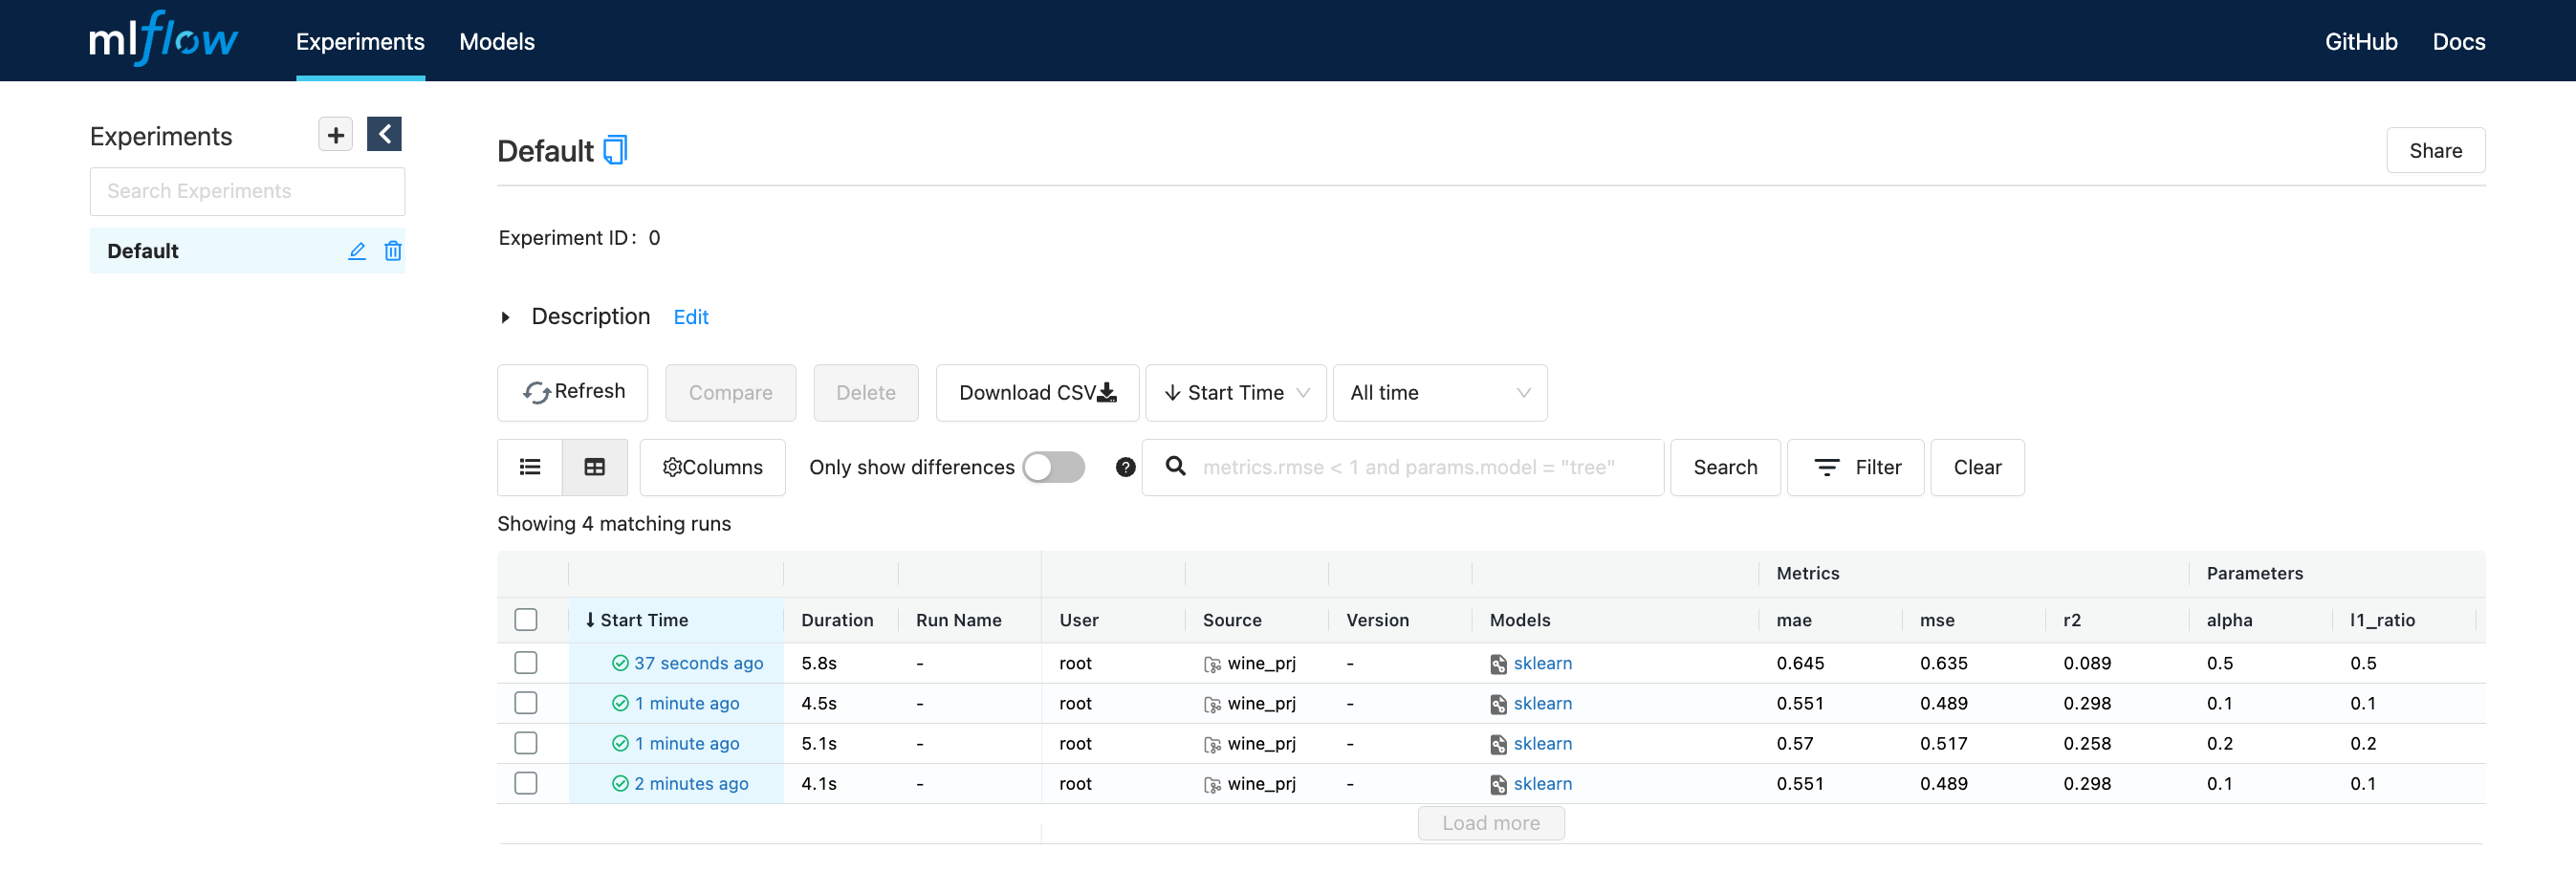 mlflow Experiments Models GitHub Docs
Experiments
Search Experiments
Default
Default
Share
Experiment ID: 0
Description Edit
Refresh Compare Delete Download CSV Start Time All time
Columns Only show differences ? metrics.rmse < 1 and params.model = "tree" Search Filter Clear
Showing 4 matching runs
Metrics Parameters
Start Time Duration Run Name User Source Version Models mae mse r2 alpha l1_ratio
37 seconds ago 5.8s - root wine_prj - sklearn 0.645 0.635 0.089 0.5 0.5
1 minute ago 4.5s - root wine_prj - sklearn 0.551 0.489 0.298 0.1 0.1
1 minute ago 5.1s - root wine_prj - sklearn 0.57 0.517 0.258 0.2 0.2
2 minutes ago 4.1s - root wine_prj - sklearn 0.551 0.489 0.298 0.1 0.1
Load more